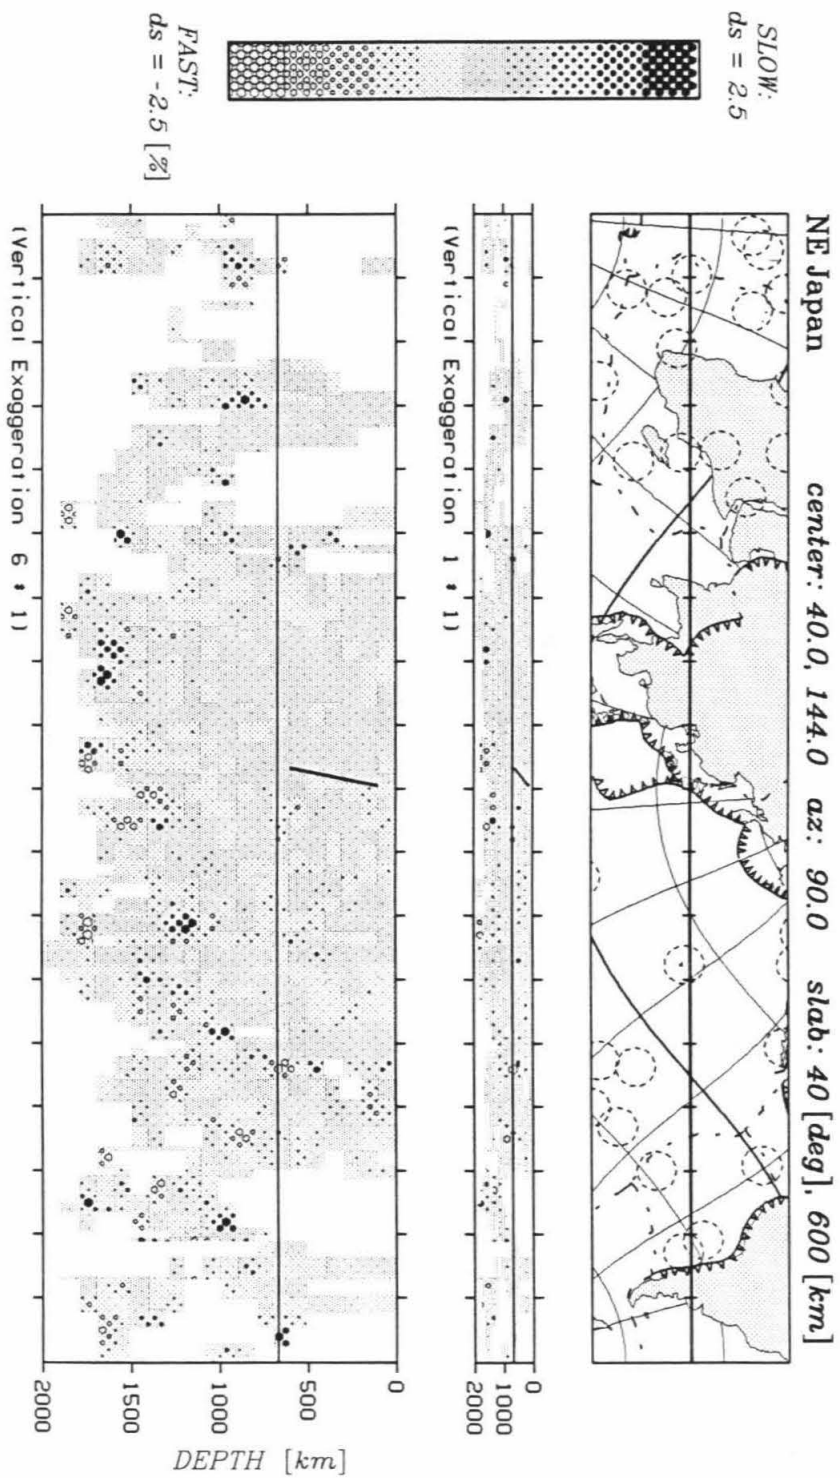 NE Japan center: 40.0, 144.0 az: 90.0 slab: 40 [deg], 600 [km]
0
1000
2000
(Vertical Exaggeration 1 * 1)
0
500
1000
1500
2000
DEPTH [km]
(Vertical Exaggeration 6 * 1)
SLOW:
ds = 2.5
FAST:
ds = -2.5 [%]